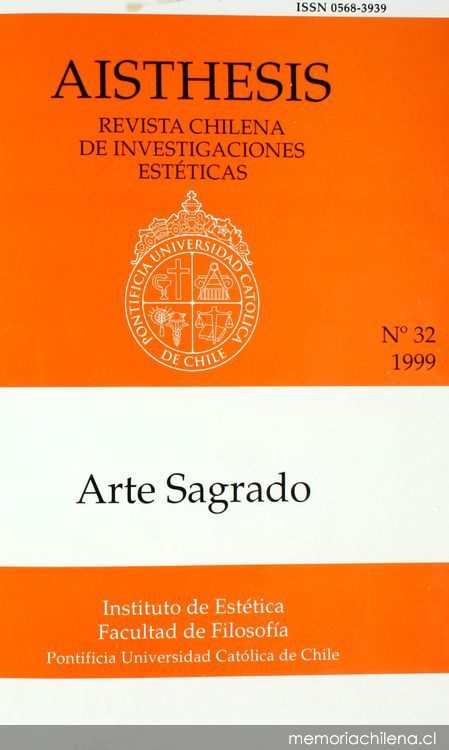 ISSN 0568-3939
AISTHESIS
REVISTA CHILENA
DE INVESTIGACIONES
ESTÉTICAS
PONTIFICIA UNIVERSIDAD CATOLICA
DE CHILE
Nº 32
1999
Arte Sagrado
Instituto de Estética
Facultad de Filosofía
Pontificia Universidad Católica de Chile
memoriachilena.cl